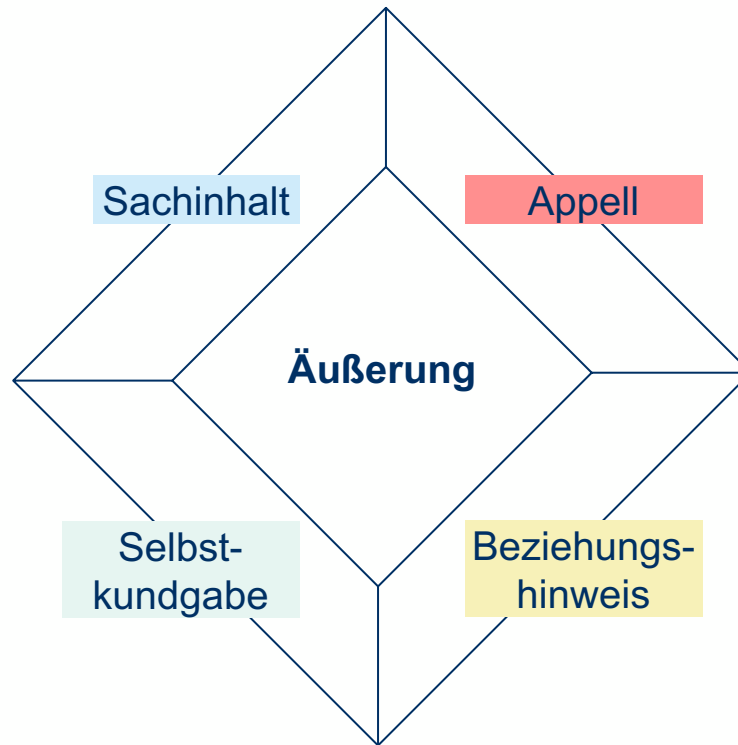 Sachinhalt
Appell
Äußerung
Selbst-
kundgabe
Beziehungs-
hinweis